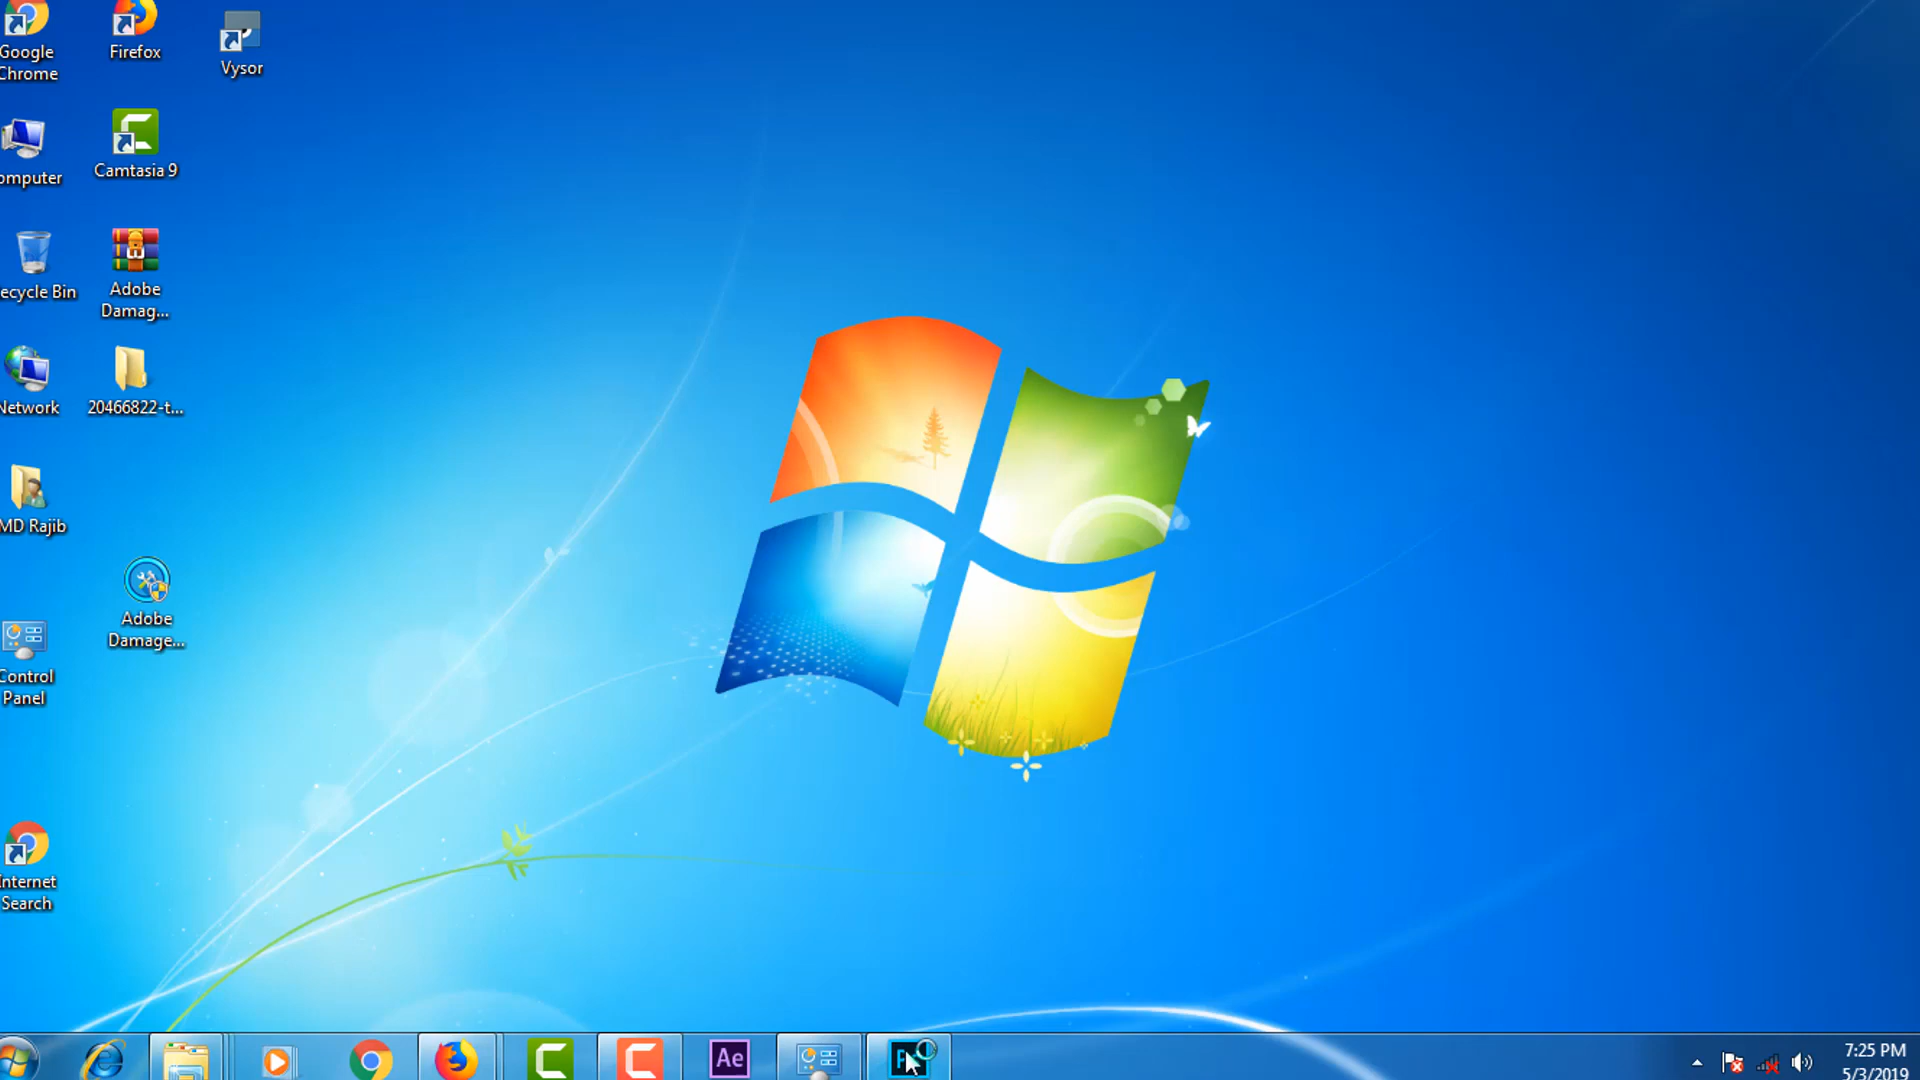 Google
Chrome
Firefox
Vysor
omputer
Camtasia 9
ecycle Bin
Adobe
Damag...
Network
20466822-t...
MD Rajib
Adobe
Damage...
Control
Panel
Internet
Search
Ae
7:25 PM
5/3/2019